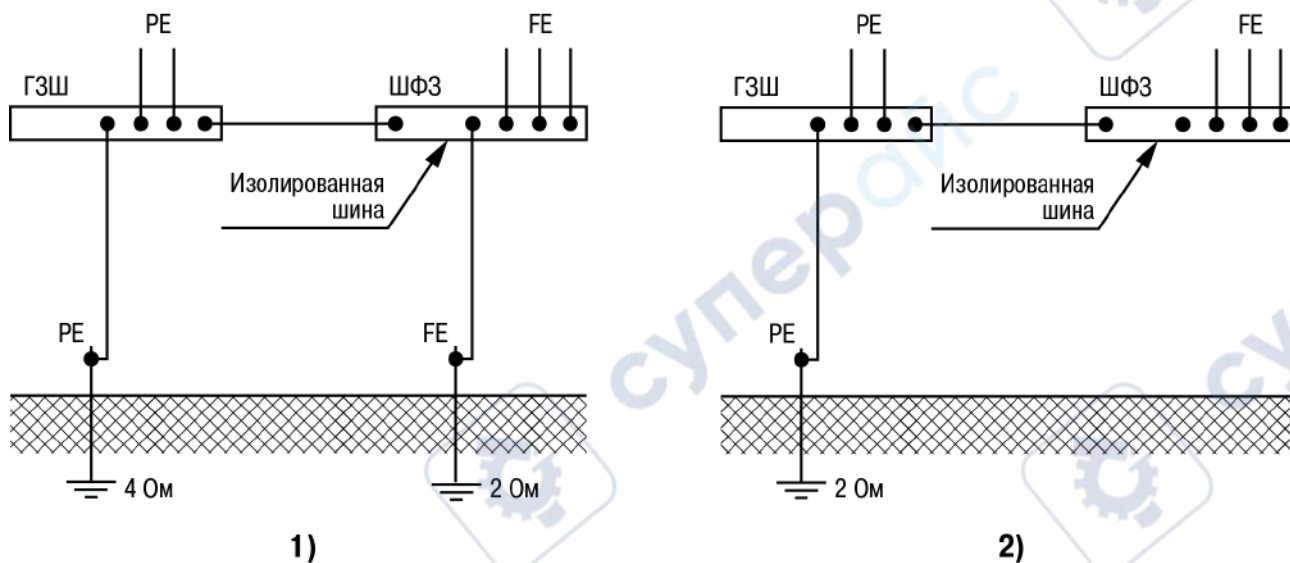 PE
FE
ГЗШ
ШФЗ
Изолированная
шина
PE
FE
4 Ом
2 Ом
1)
PE
FE
ГЗШ
ШФЗ
Изолированная
шина
PE
2 Ом
2)
суперайс